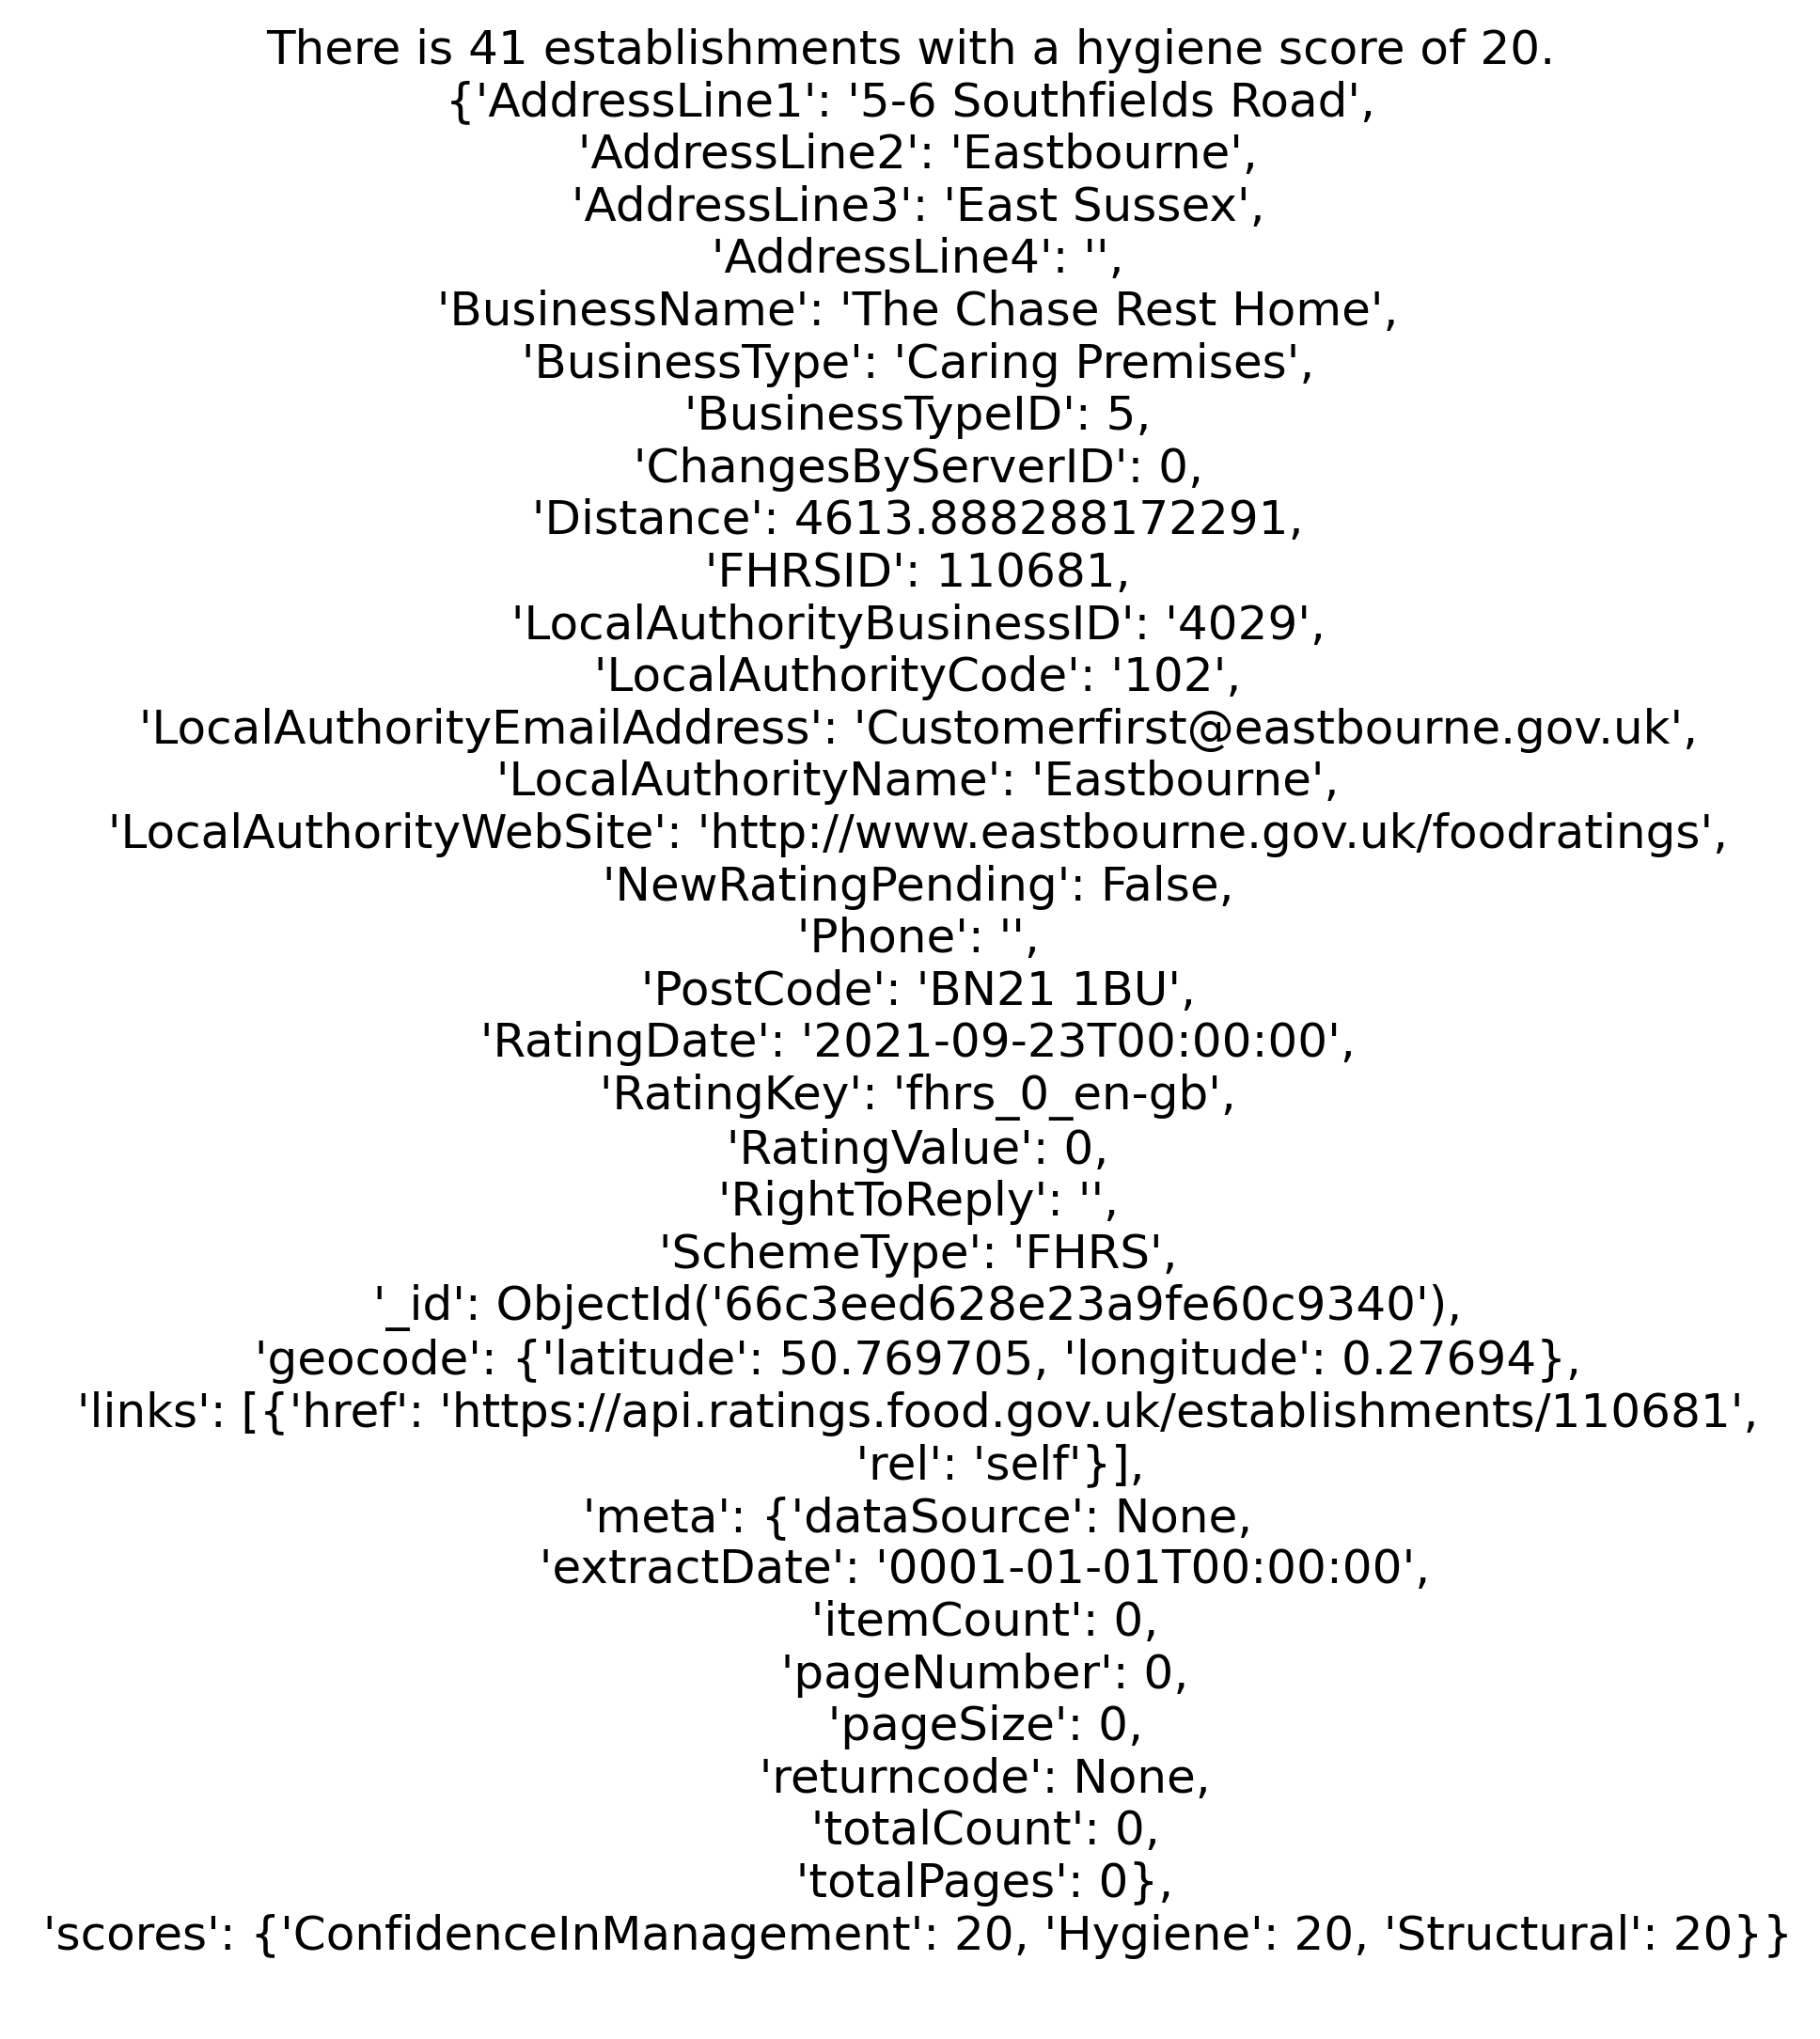 There is 41 establishments with a hygiene score of 20.
{'AddressLine1': '5-6 Southfields Road',
'AddressLine2': 'Eastbourne',
'AddressLine3': 'East Sussex',
'AddressLine4': '',
'BusinessName': 'The Chase Rest Home',
'BusinessType': 'Caring Premises',
'BusinessTypeID': 5,
'ChangesByServerID': 0,
'Distance': 4613.888288172291,
'FHRSID': 110681,
'LocalAuthorityBusinessID': '4029',
'LocalAuthorityCode': '102',
'LocalAuthorityEmailAddress': 'Customerfirst@eastbourne.gov.uk',
'LocalAuthorityName': 'Eastbourne',
'LocalAuthorityWebSite': 'http://www.eastbourne.gov.uk/foodratings',
'NewRatingPending': False,
'Phone': '',
'PostCode': 'BN21 1BU',
'RatingDate': '2021-09-23T00:00:00',
'RatingKey': 'fhrs_0_en-gb',
'RatingValue': 0,
'RightToReply': '',
'SchemeType': 'FHRS',
'_id': ObjectId('66c3eed628e23a9fe60c9340'),
'geocode': {'latitude': 50.769705, 'longitude': 0.27694},
'links': [{'href': 'https://api.ratings.food.gov.uk/establishments/110681',
'rel': 'self'}],
'meta': {'dataSource': None,
'extractDate': '0001-01-01T00:00:00',
'itemCount': 0,
'pageNumber': 0,
'pageSize': 0,
'returncode': None,
'totalCount': 0,
'totalPages': 0},
'scores': {'ConfidenceInManagement': 20, 'Hygiene': 20, 'Structural': 20}}